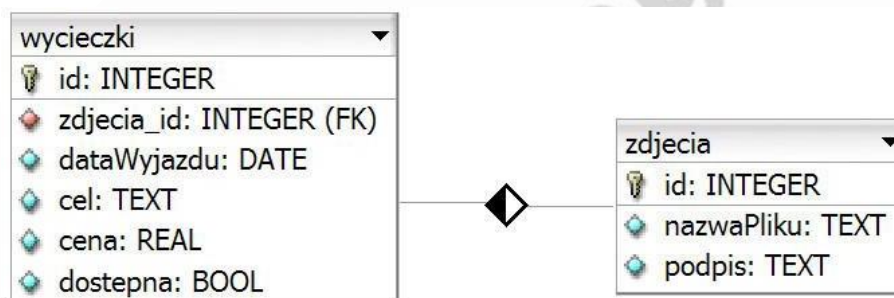 wycieczki
id: INTEGER
zdjecia_id: INTEGER (FK)
dataWyjazdu: DATE
cel: TEXT
cena: REAL
dostepna: BOOL
zdjecia
id: INTEGER
nazwaPliku: TEXT
podpis: TEXT